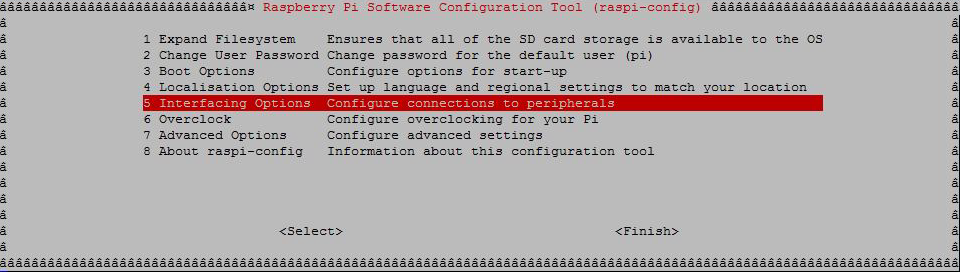 Raspberry Pi Software Configuration Tool (raspi-config)
1 Expand Filesystem Ensures that all of the SD card storage is available to the OS
2 Change User Password Change password for the default user (pi)
3 Boot Options Configure options for start-up
4 Localisation Options Set up language and regional settings to match your location
5 Interfacing Options Configure connections to peripherals
6 Overclock Configure overclocking for your Pi
7 Advanced Options Configure advanced settings
8 About raspi-config Information about this configuration tool
<Select> <Finish>